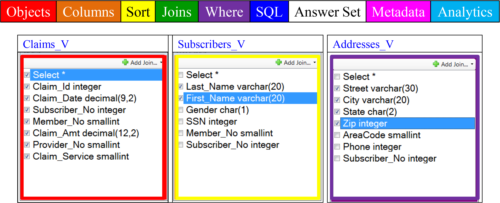 Objects Columns Sort Joins Where SQL Answer Set Metadata Analytics
Claims_V Subscribers_V Addresses_V
Add Join...
Select *
Claim_Id integer
Claim_Date decimal(9,2)
Subscriber_No integer
Member_No smallint
Claim_Amt decimal(12,2)
Provider_No smallint
Claim_Service smallint
Add Join...
Select *
Last_Name varchar(20)
First_Name varchar(20)
Gender char(1)
SSN integer
Member_No smallint
Subscriber_No integer
Add Join...
Select *
Street varchar(30)
City varchar(20)
State char(2)
Zip integer
AreaCode smallint
Phone integer
Subscriber_No integer